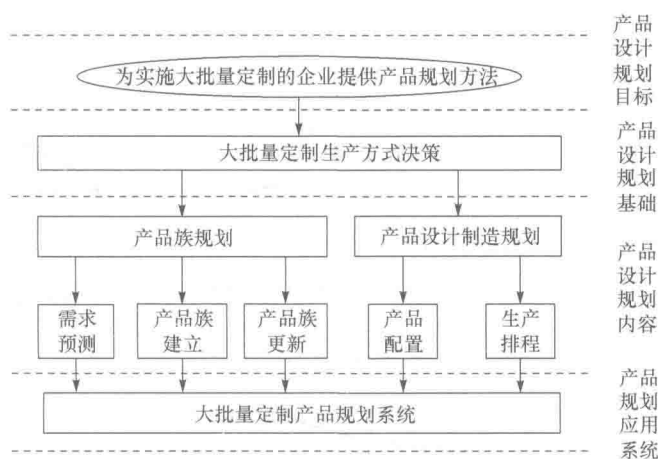 为实施大批量定制的企业提供产品规划方法
产品
设计
规划
目标
大批量定制生产方式决策
产品
设计
规划
基础
产品族规划
产品设计制造规划
需求
预测
产品族
建立
产品族
更新
产品
配置
生产
排程
产品
设计
规划
内容
大批量定制产品规划系统
产品
规划
应用
系统